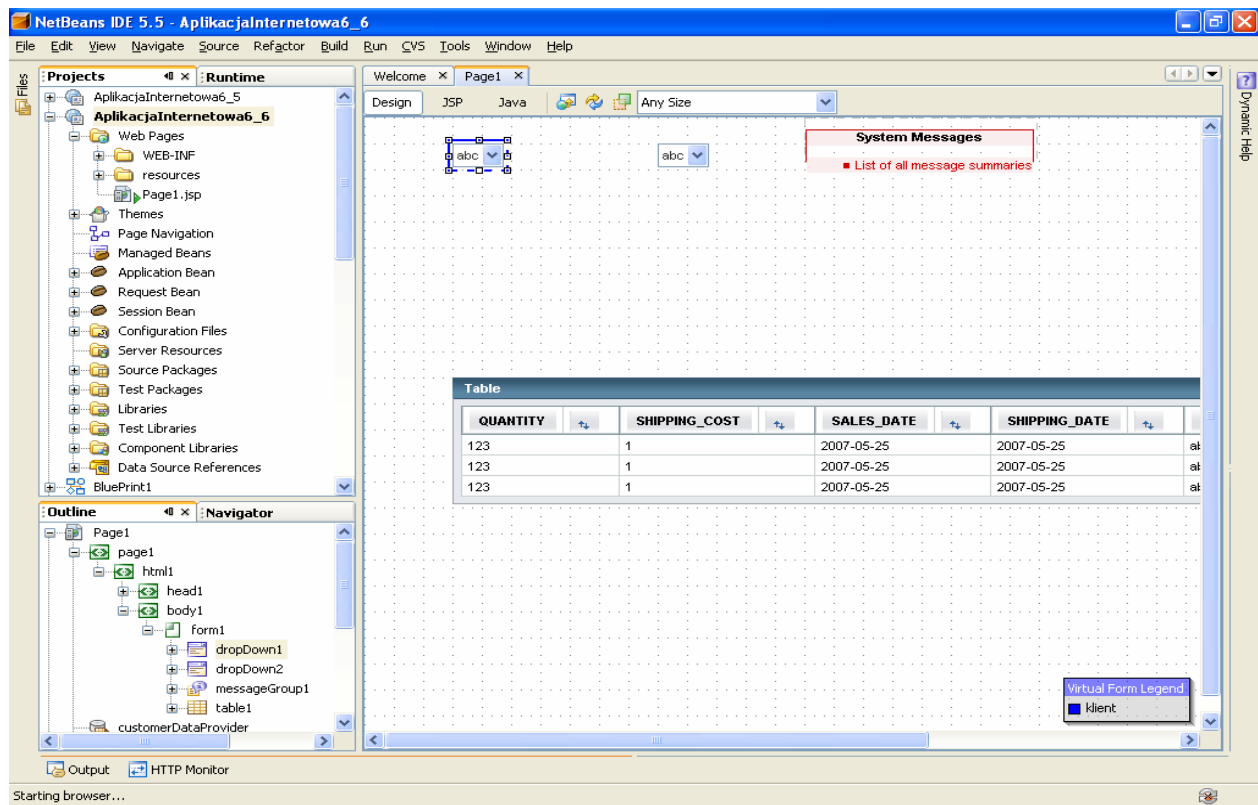 NetBeans IDE 5.5 - AplikacjaInternetowa6_6
File Edit View Navigate Source Refactor Build Run CVS Tools Window Help
Files
Projects
Runtime
AplikacjaInternetowa6_5
AplikacjaInternetowa6_6
Web Pages
WEB-INF
resources
Page1.jsp
Themes
Page Navigation
Managed Beans
Application Bean
Request Bean
Session Bean
Configuration Files
Server Resources
Source Packages
Test Packages
Libraries
Test Libraries
Component Libraries
Data Source References
BluePrint1
Outline
Navigator
Page1
page1
html1
head1
body1
form1
dropDown1
dropDown2
messageGroup1
table1
customerDataProvider
Welcome
Page1
Design JSP Java Any Size
abc
abc
System Messages
List of all message summaries
Table
QUANTITY SHIPPING_COST SALES_DATE SHIPPING_DATE
123 1 2007-05-25 2007-05-25
123 1 2007-05-25 2007-05-25
123 1 2007-05-25 2007-05-25
Virtual Form Legend
klient
Dynamic Help
Output
HTTP Monitor
Starting browser...